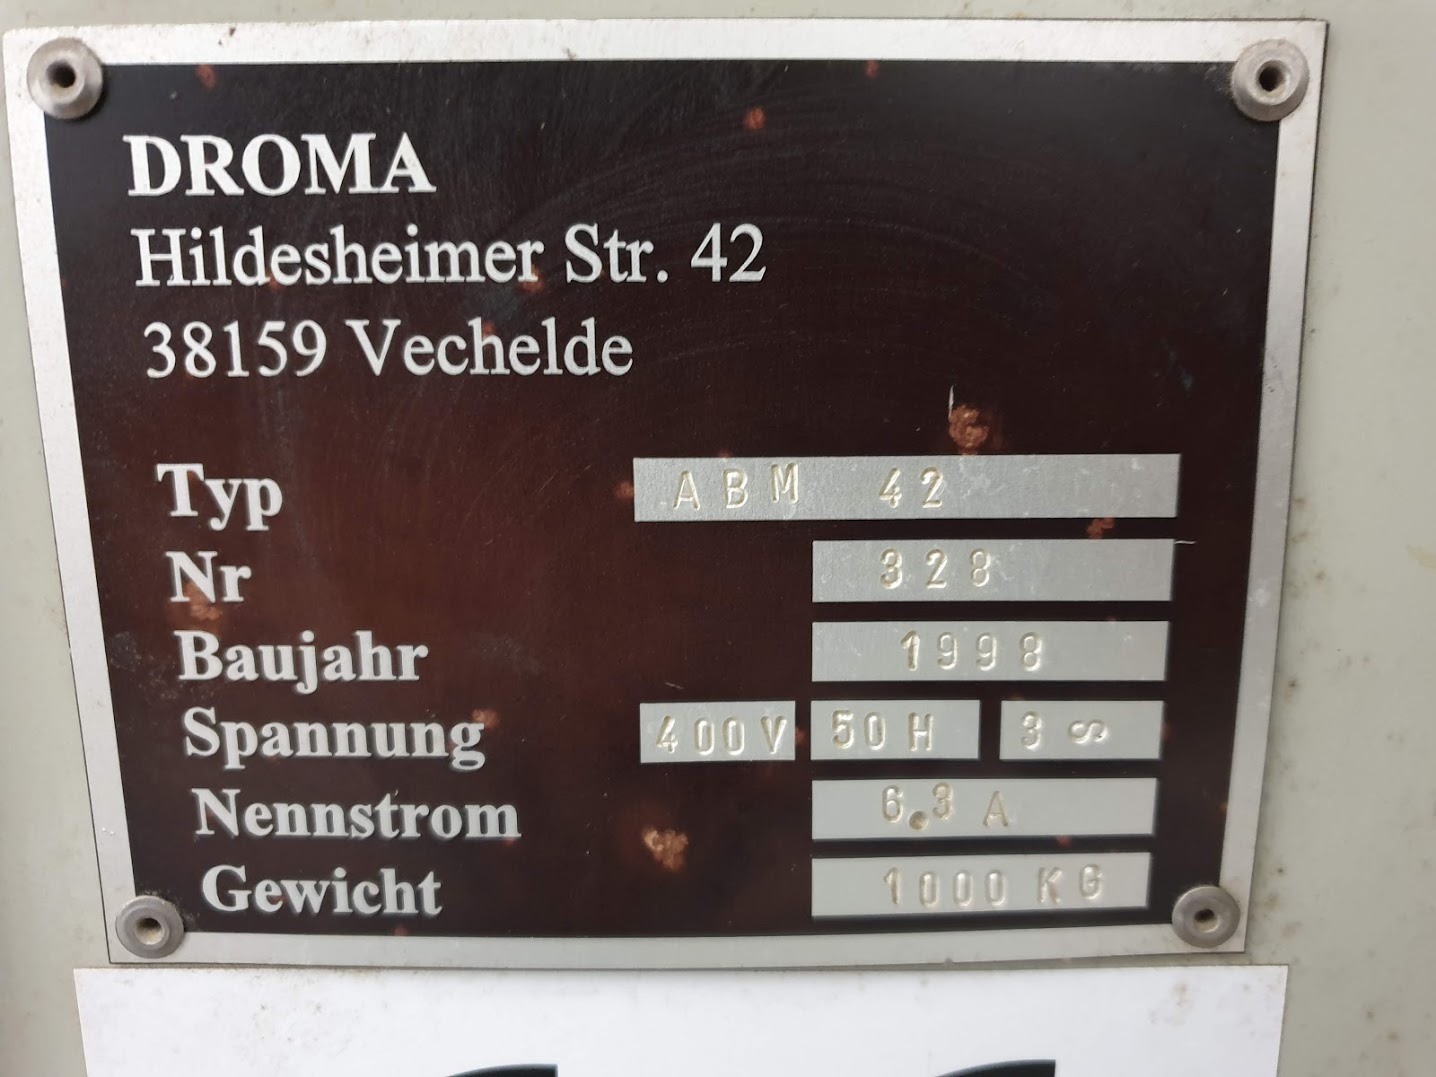 DROMA
Hildesheimer Str. 42
38159 Vechelde
Typ ABM 42
Nr 328
Baujahr 1998
Spannung 400V 50H 3∞
Nennstrom 6.3 A
Gewicht 1000 KG